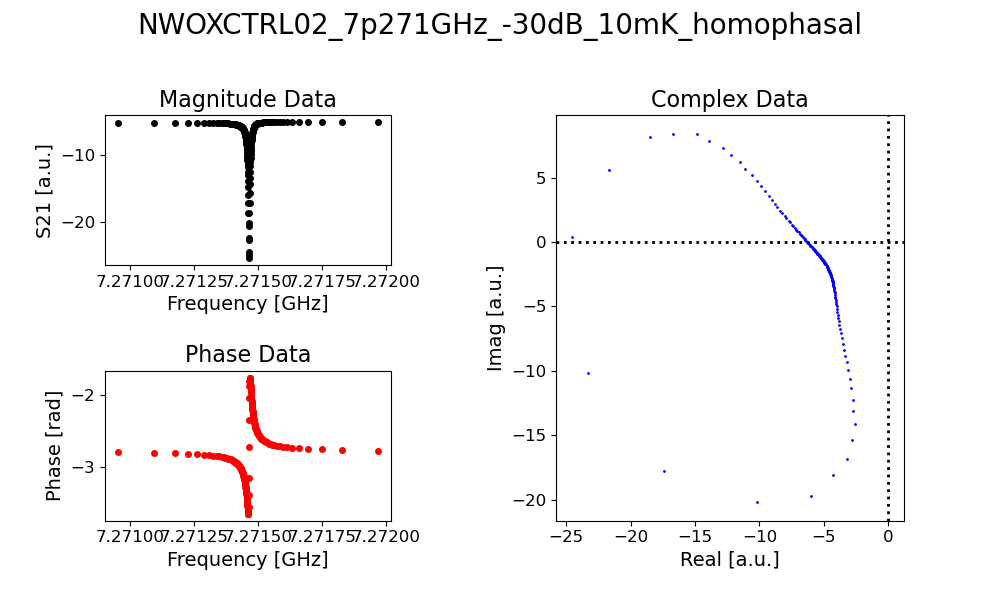 NWOXCTRL02_7p271GHz_-30dB_10mK_homophasal
Magnitude Data
S21 [a.u.]
−10
−20
7.27100 7.27125 7.27150 7.27175 7.27200
Frequency [GHz]
Phase Data
Phase [rad]
−2
−3
7.27100 7.27125 7.27150 7.27175 7.27200
Frequency [GHz]
Complex Data
Imag [a.u.]
5
0
−5
−10
−15
−20
−25 −20 −15 −10 −5 0
Real [a.u.]